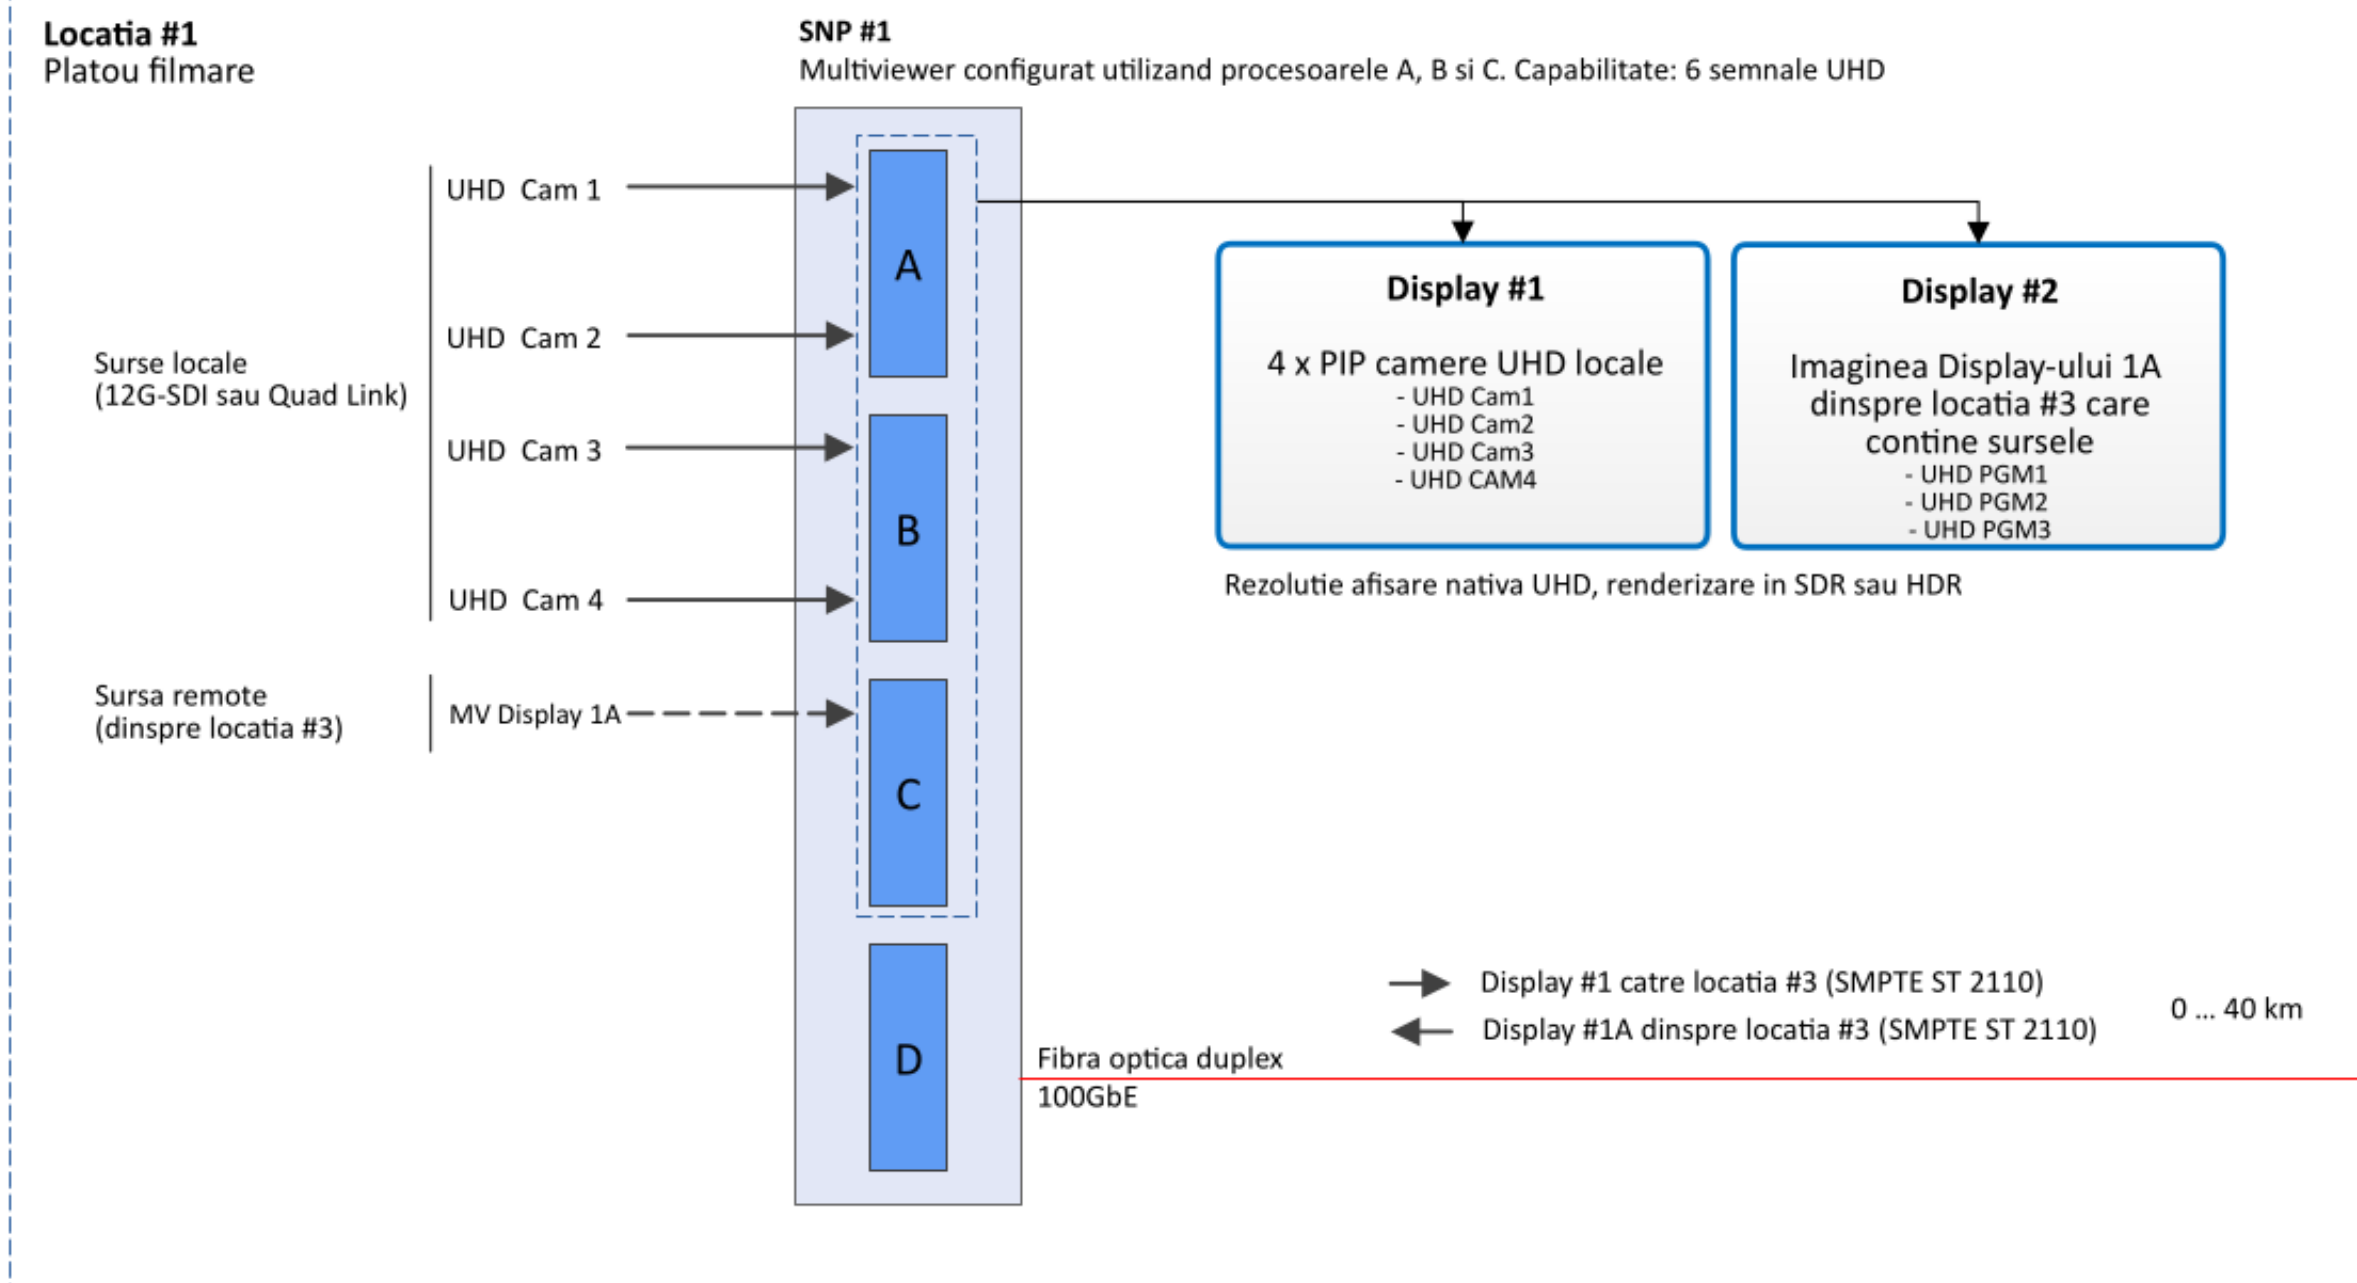 Locatia #1
Platou filmare
SNP #1
Multiviewer configurat utilizand procesoarele A, B si C. Capabilitate: 6 semnale UHD
Surse locale
(12G-SDI sau Quad Link)
UHD Cam 1
UHD Cam 2
UHD Cam 3
UHD Cam 4
Sursa remote
(dinspre locatia #3)
MV Display 1A
A
B
C
D
Display #1
4 x PIP camere UHD locale
- UHD Cam1
- UHD Cam2
- UHD Cam3
- UHD CAM4
Display #2
Imaginea Display-ului 1A
dinspre locatia #3 care
contine sursele
- UHD PGM1
- UHD PGM2
- UHD PGM3
Rezolutie afisare nativa UHD, renderizare in SDR sau HDR
Display #1 catre locatia #3 (SMPTE ST 2110)
Display #1A dinspre locatia #3 (SMPTE ST 2110)
0 ... 40 km
Fibra optica duplex
100GbE